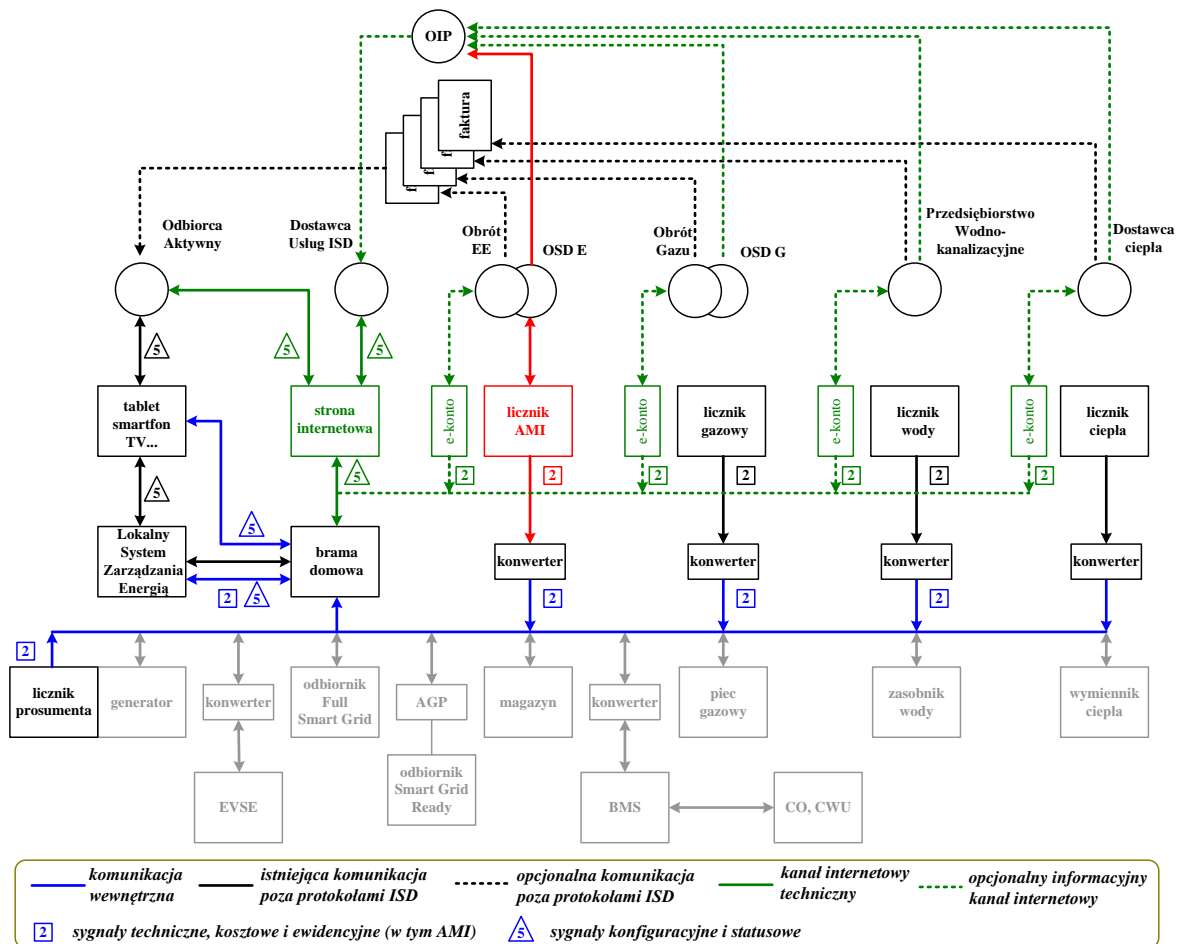 OIP
faktura
f
f
f
Odbiorca
Aktywny
Dostawca
Usług ISD
Obrót
EE
OSD E
Obrót
Gazu
OSD G
Przedsiębiorstwo
Wodno-
kanalizacyjne
Dostawca
ciepła
5
5
5
tablet
smartfon
TV...
strona
internetowa
e-konto
licznik
AMI
e-konto
licznik
gazowy
e-konto
licznik
wody
e-konto
licznik
ciepła
5
5
2
2
2
2
2
2
2
5
Lokalny
System
Zarządzania
Energią
brama
domowa
konwerter
konwerter
konwerter
konwerter
2
5
2
2
2
2
licznik
prosumenta
generator
konwerter
odbiornik
Full
Smart Grid
AGP
magazyn
konwerter
piec
gazowy
zasobnik
wody
wymiennik
ciepła
EVSE
odbiornik
Smart Grid
Ready
BMS
CO, CWU
komunikacja
wewnętrzna
istniejąca komunikacja
poza protokołami ISD
opcjonalna komunikacja
poza protokołami ISD
kanał internetowy
techniczny
opcjonalny informacyjny
kanał internetowy
2 sygnały techniczne, kosztowe i ewidencyjne (w tym AMI)
5 sygnały konfiguracyjne i statusowe